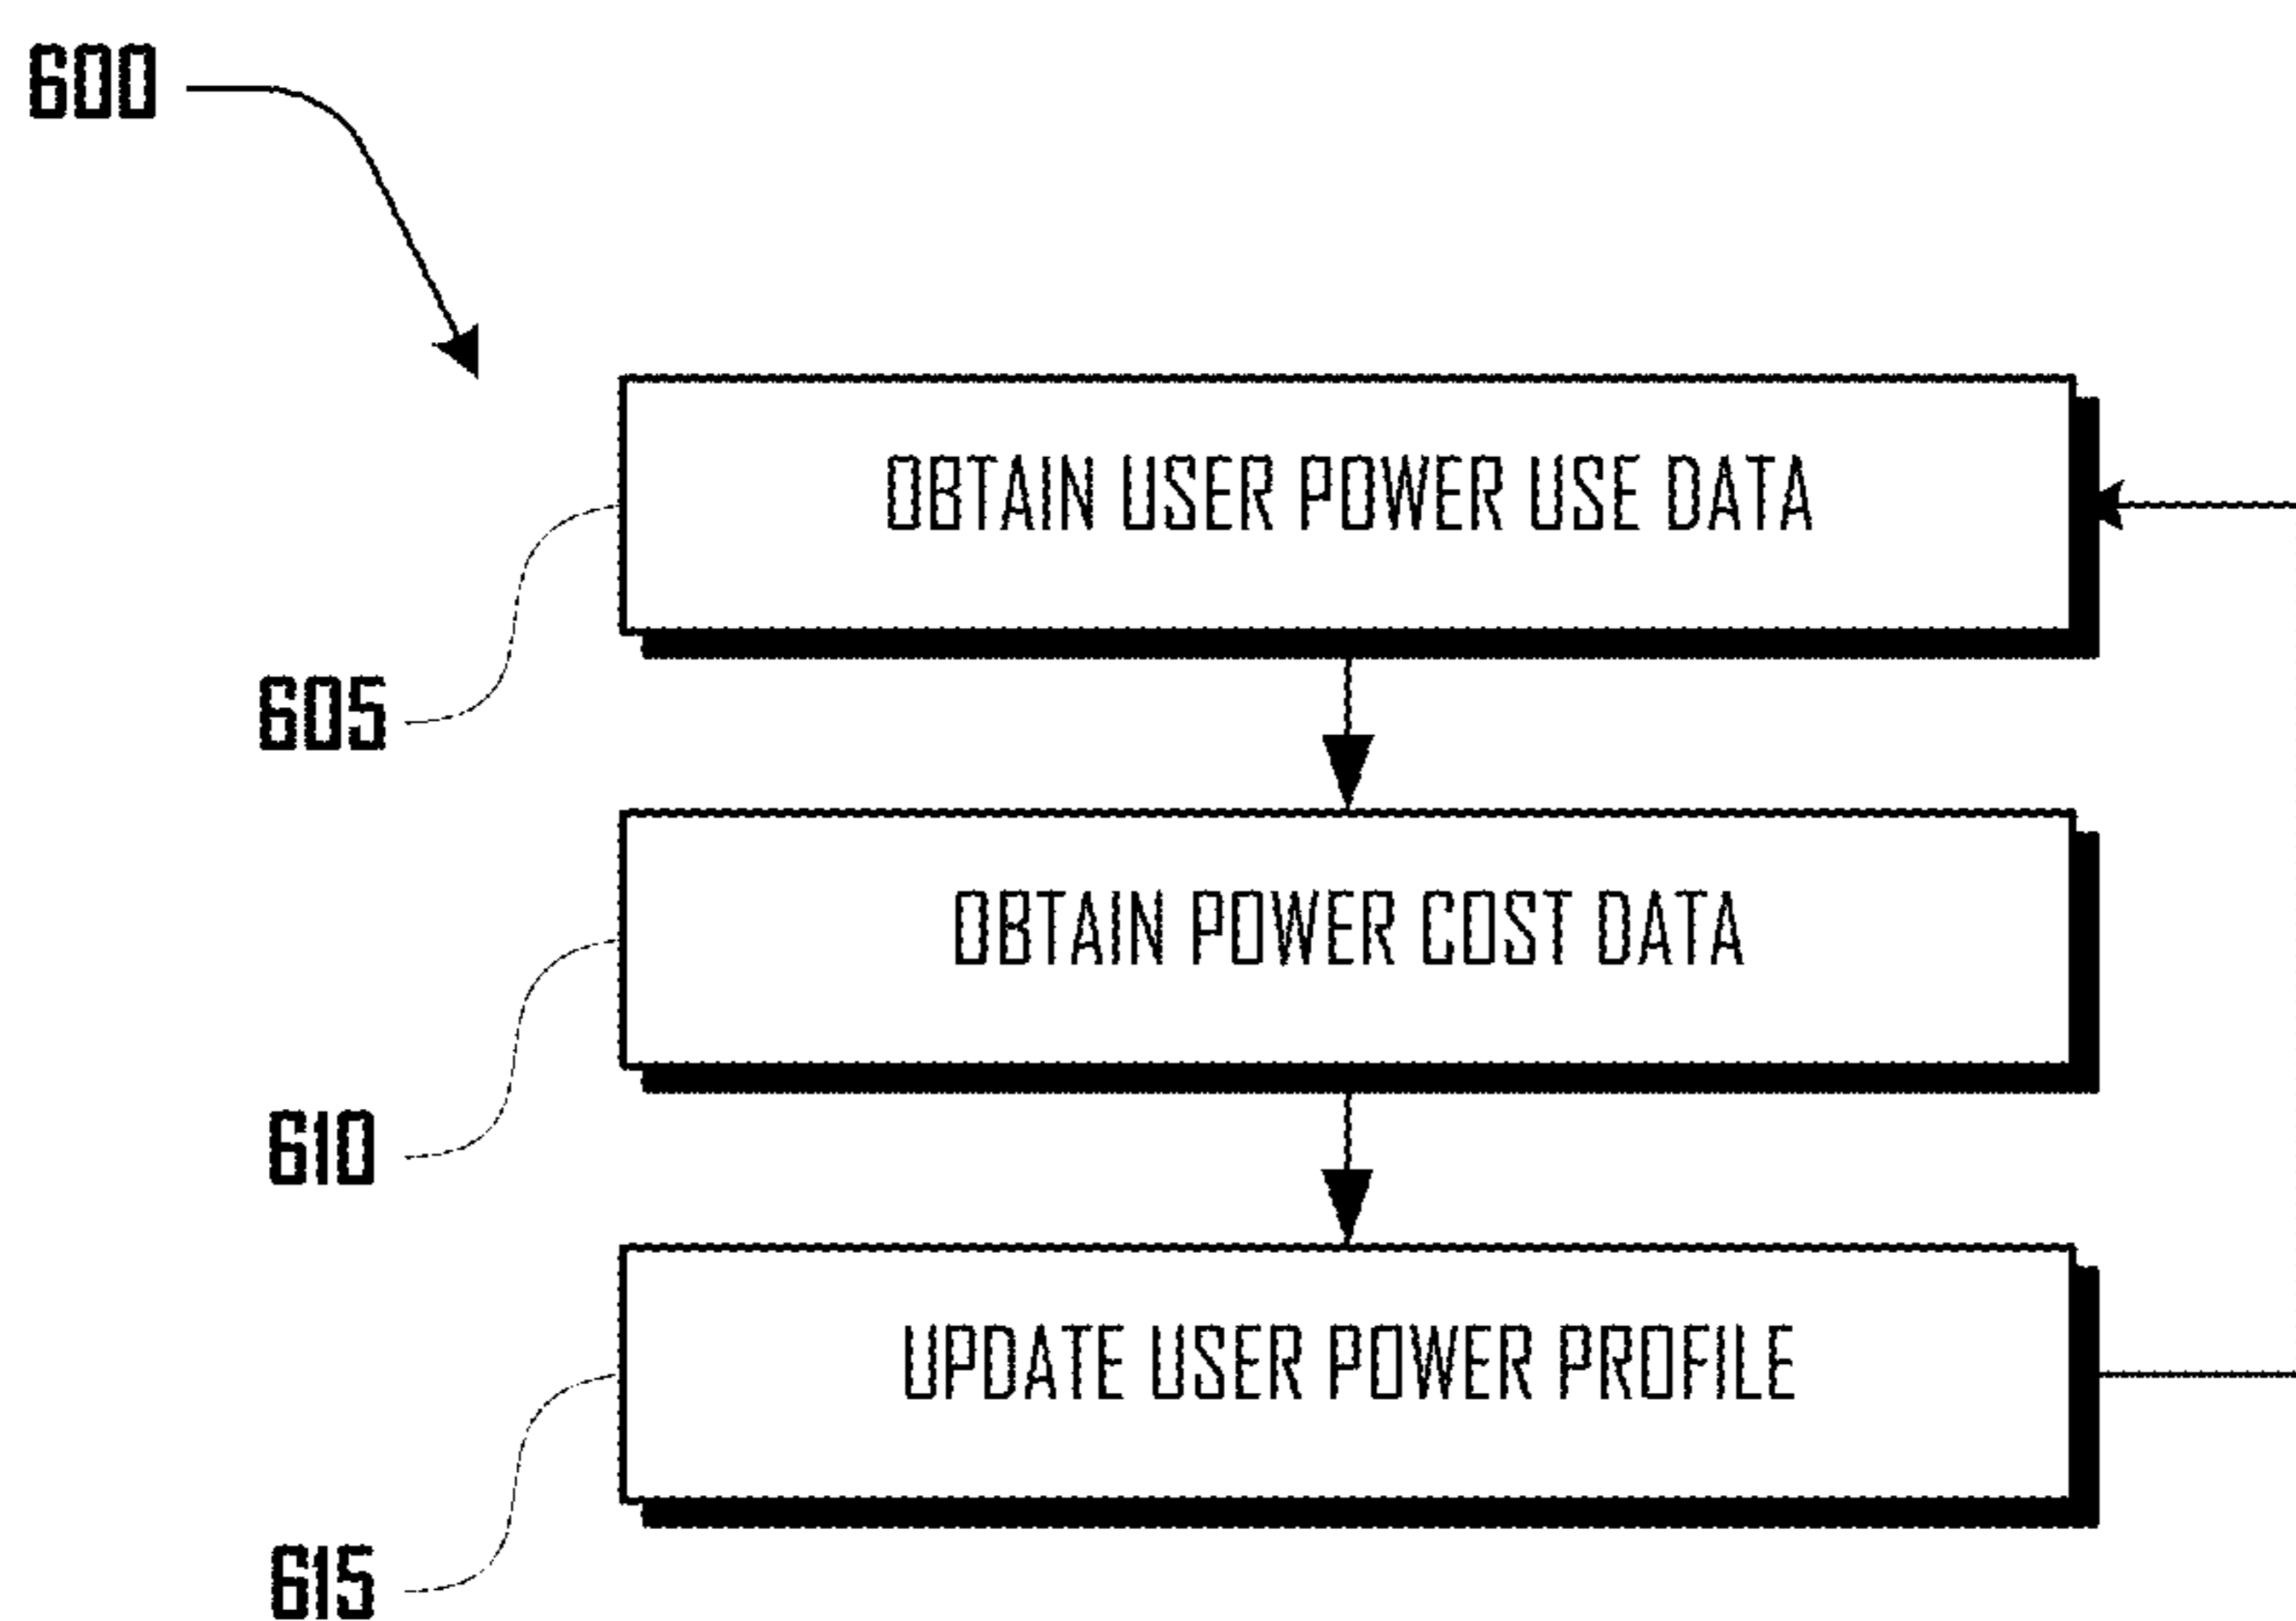 600
OBTAIN USER POWER USE DATA
605
OBTAIN POWER COST DATA
610
UPDATE USER POWER PROFILE
615